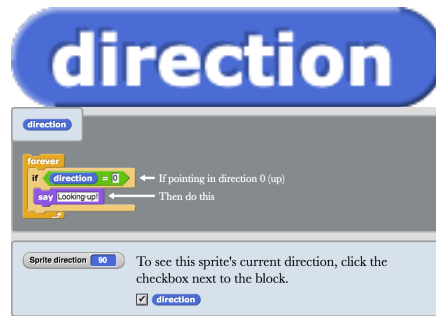 direction
direction
forever
if direction = 0
If pointing in direction 0 (up)
say Looking-up!
Then do this
Sprite direction 90
To see this sprite's current direction, click the
checkbox next to the block.
direction